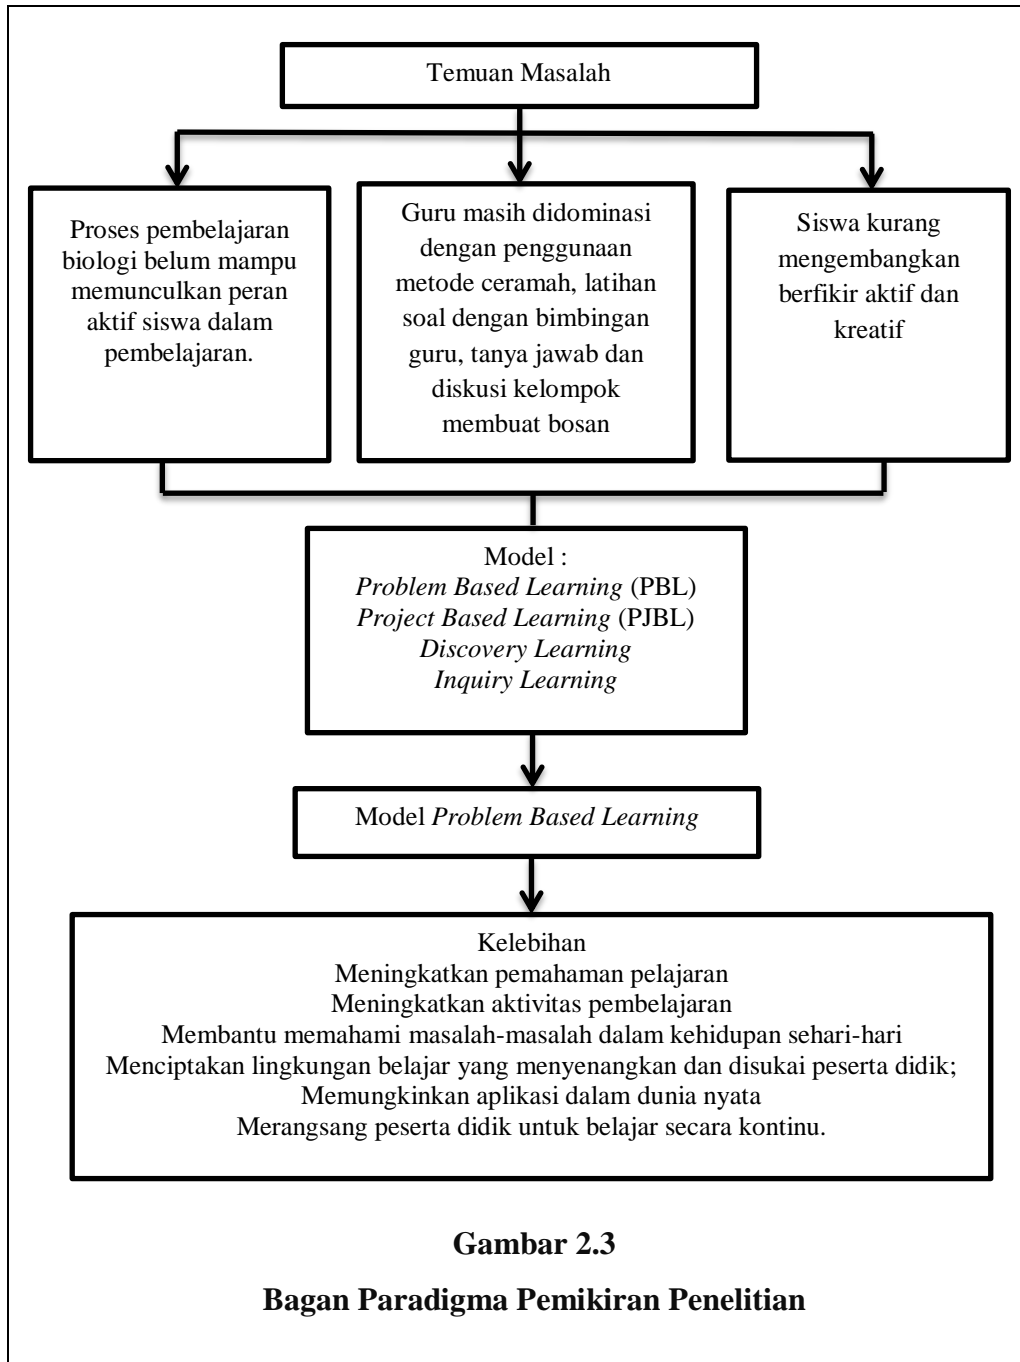 Temuan Masalah
Proses pembelajaran
biologi belum mampu
memunculkan peran
aktif siswa dalam
pembelajaran.
Guru masih didominasi
dengan penggunaan
metode ceramah, latihan
soal dengan bimbingan
guru, tanya jawab dan
diskusi kelompok
membuat bosan
Siswa kurang
mengembangkan
berfikir aktif dan
kreatif
Model :
Problem Based Learning (PBL)
Project Based Learning (PJBL)
Discovery Learning
Inquiry Learning
Model Problem Based Learning
Kelebihan
Meningkatkan pemahaman pelajaran
Meningkatkan aktivitas pembelajaran
Membantu memahami masalah-masalah dalam kehidupan sehari-hari
Menciptakan lingkungan belajar yang menyenangkan dan disukai peserta didik;
Memungkinkan aplikasi dalam dunia nyata
Merangsang peserta didik untuk belajar secara kontinu.
Gambar 2.3
Bagan Paradigma Pemikiran Penelitian